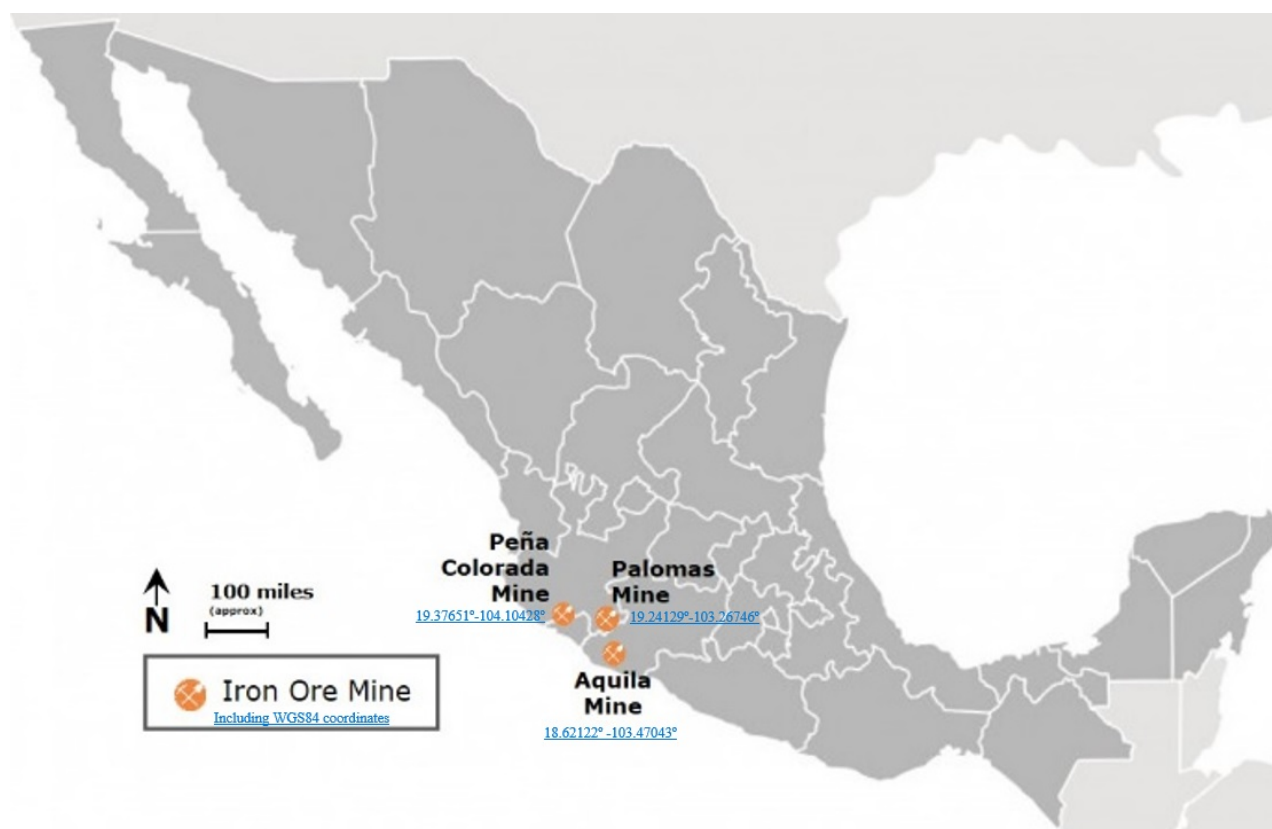 Peña
Colorada
Mine
19.37651°-104.10428°
Palomas
Mine
19.24129°-103.26746°
Aquila
Mine
18.62122° -103.47043°
N
100 miles
(approx)
Iron Ore Mine
Including WGS84 coordinates